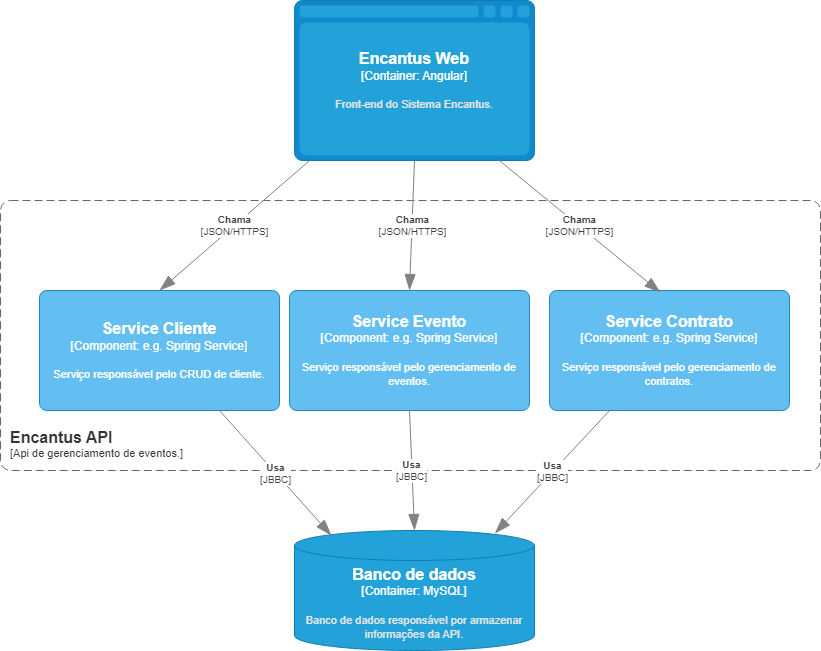 Encantus Web
[Container: Angular]
Front-end do Sistema Encantus.
Chama
[JSON/HTTPS]
Chama
[JSON/HTTPS]
Chama
[JSON/HTTPS]
Service Cliente
[Component: e.g. Spring Service]
Serviço responsável pelo CRUD de cliente.
Service Evento
[Component: e.g. Spring Service]
Serviço responsável pelo gerenciamento de
eventos.
Service Contrato
[Component: e.g. Spring Service]
Serviço responsável pelo gerenciamento de
contratos.
Encantus API
[Api de gerenciamento de eventos.]
Usa
[JBBC]
Usa
[JBBC]
Usa
[JBBC]
Banco de dados
[Container: MySQL]
Banco de dados responsável por armazenar
informações da API.